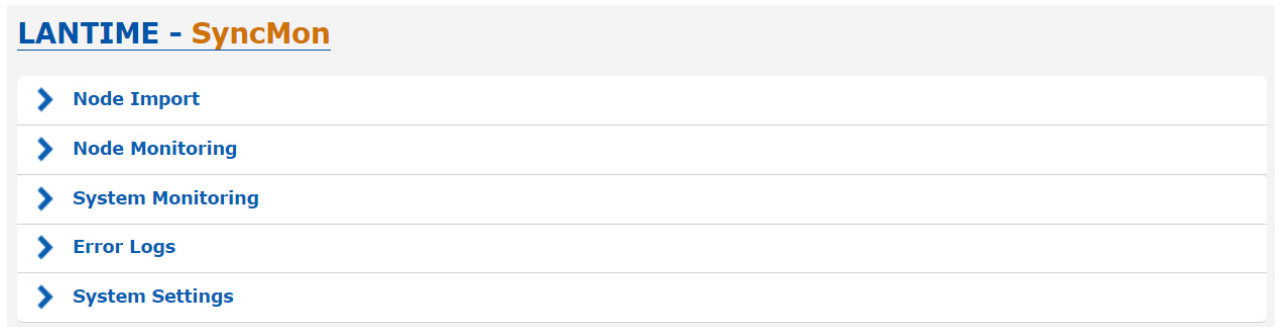 LANTIME - SyncMon
Node Import
Node Monitoring
System Monitoring
Error Logs
System Settings